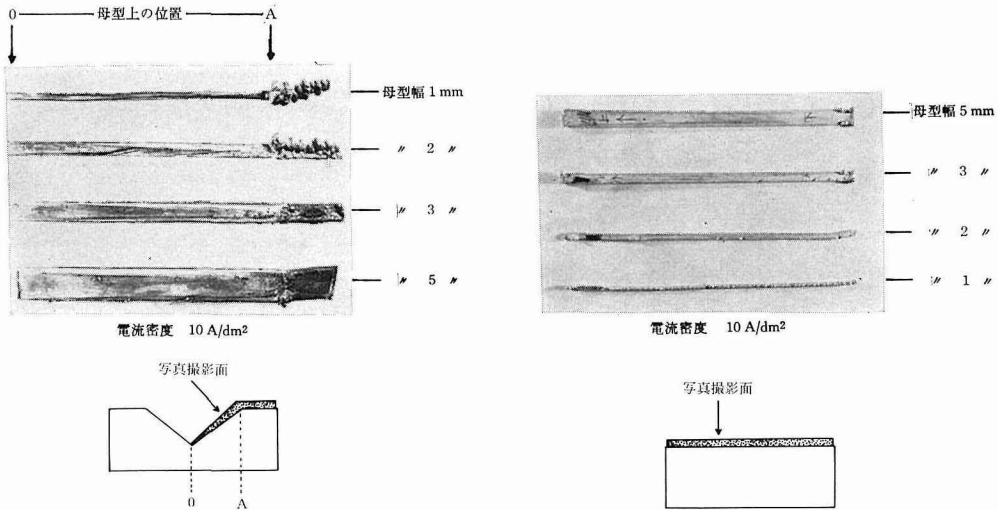 0 母型上の位置 A
母型幅 1 mm
〃 2 〃
〃 3 〃
〃 5 〃
電流密度 10 A/dm²
写真撮影面
0 A
母型幅 5 mm
〃 3 〃
〃 2 〃
〃 1 〃
電流密度 10 A/dm²
写真撮影面